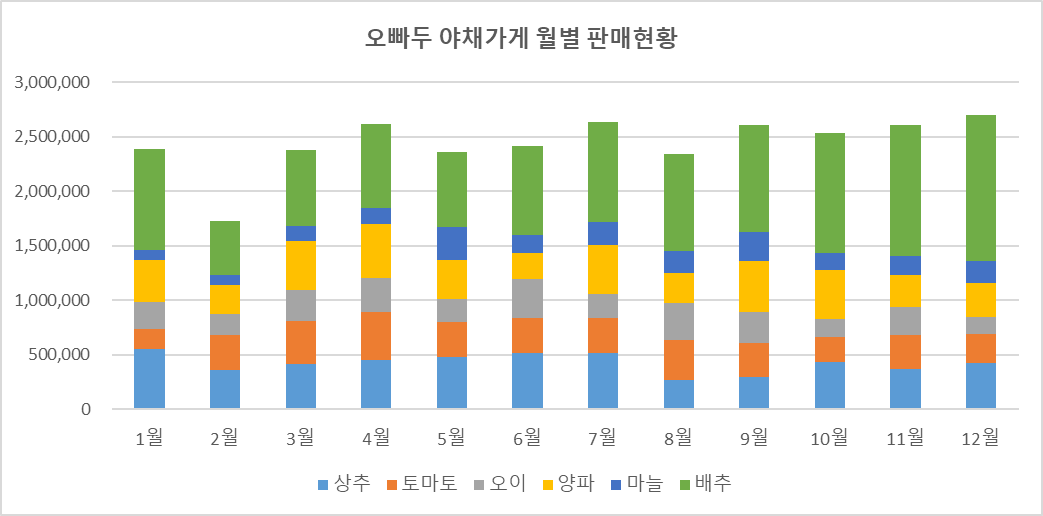 오빠두 야채가게 월별 판매현황
3,000,000
2,500,000
2,000,000
1,500,000
1,000,000
500,000
0
1월 2월 3월 4월 5월 6월 7월 8월 9월 10월 11월 12월
상추 토마토 오이 양파 마늘 배추